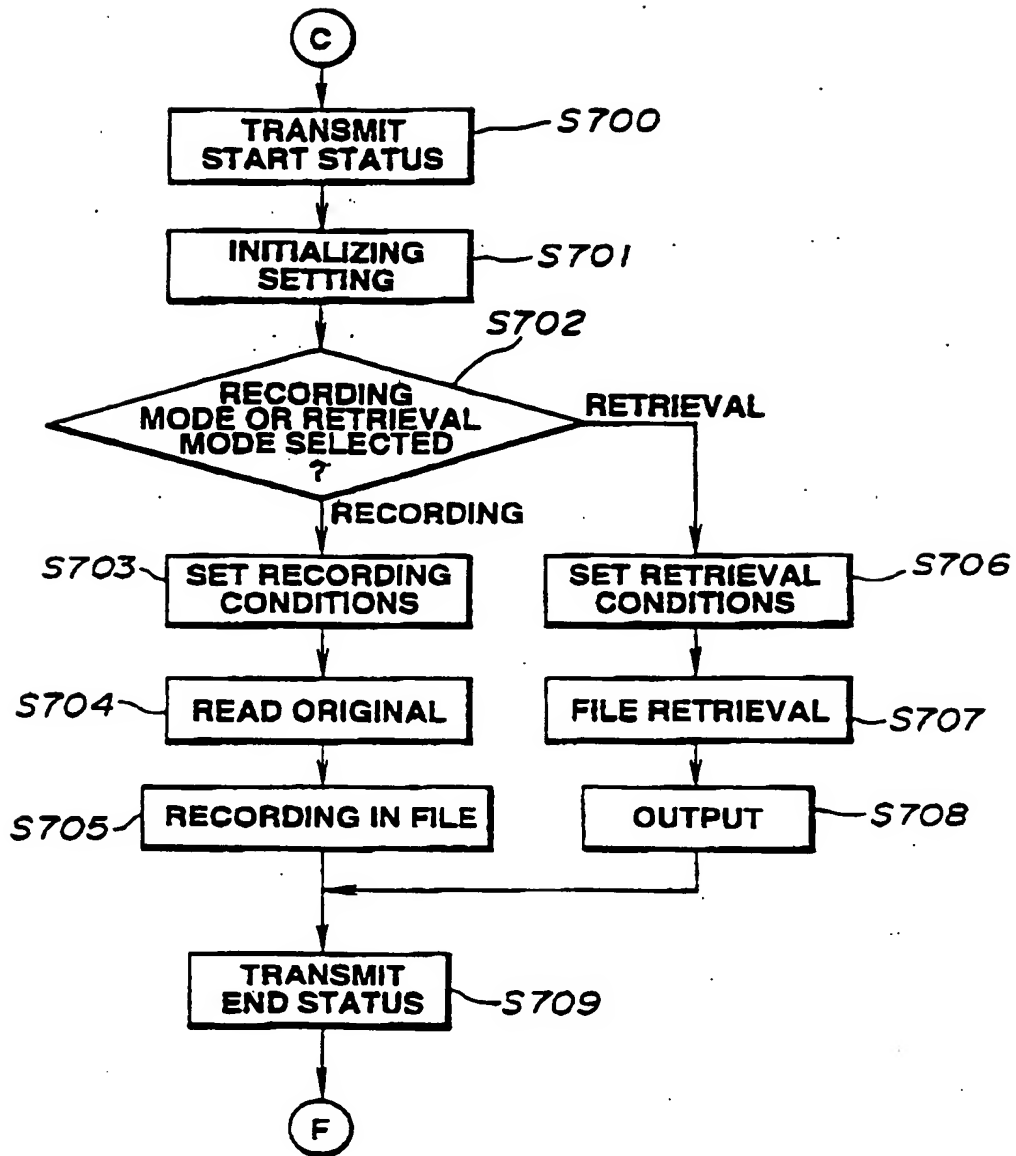 C
TRANSMIT
START STATUS
S700
INITIALIZING
SETTING
S701
S702
RECORDING
MODE OR RETRIEVAL
MODE SELECTED
?
RETRIEVAL
RECORDING
S703
SET RECORDING
CONDITIONS
SET RETRIEVAL
CONDITIONS
S706
S704
READ ORIGINAL
FILE RETRIEVAL
S707
S705
RECORDING IN FILE
OUTPUT
S708
TRANSMIT
END STATUS
S709
F